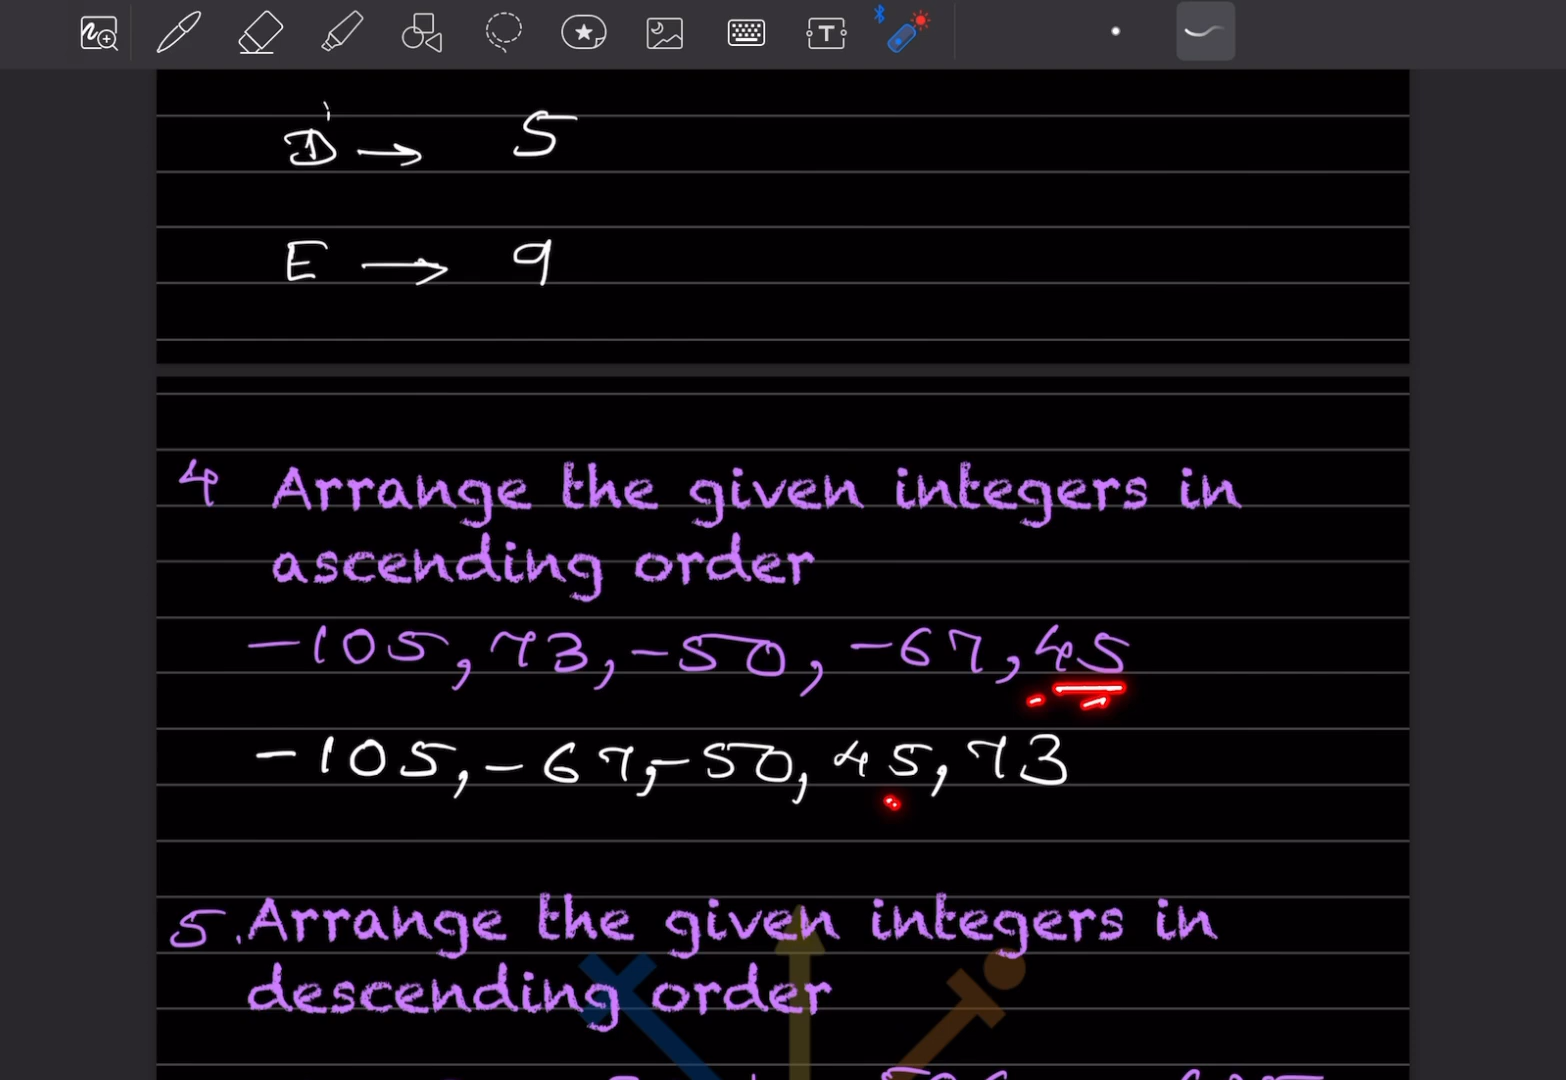 D → 5
E → 9
4 Arrange the given integers in
ascending order
-105, 73, -50, -67, 45
-105, -67, -50, 45, 73
5. Arrange the given integers in
descending order